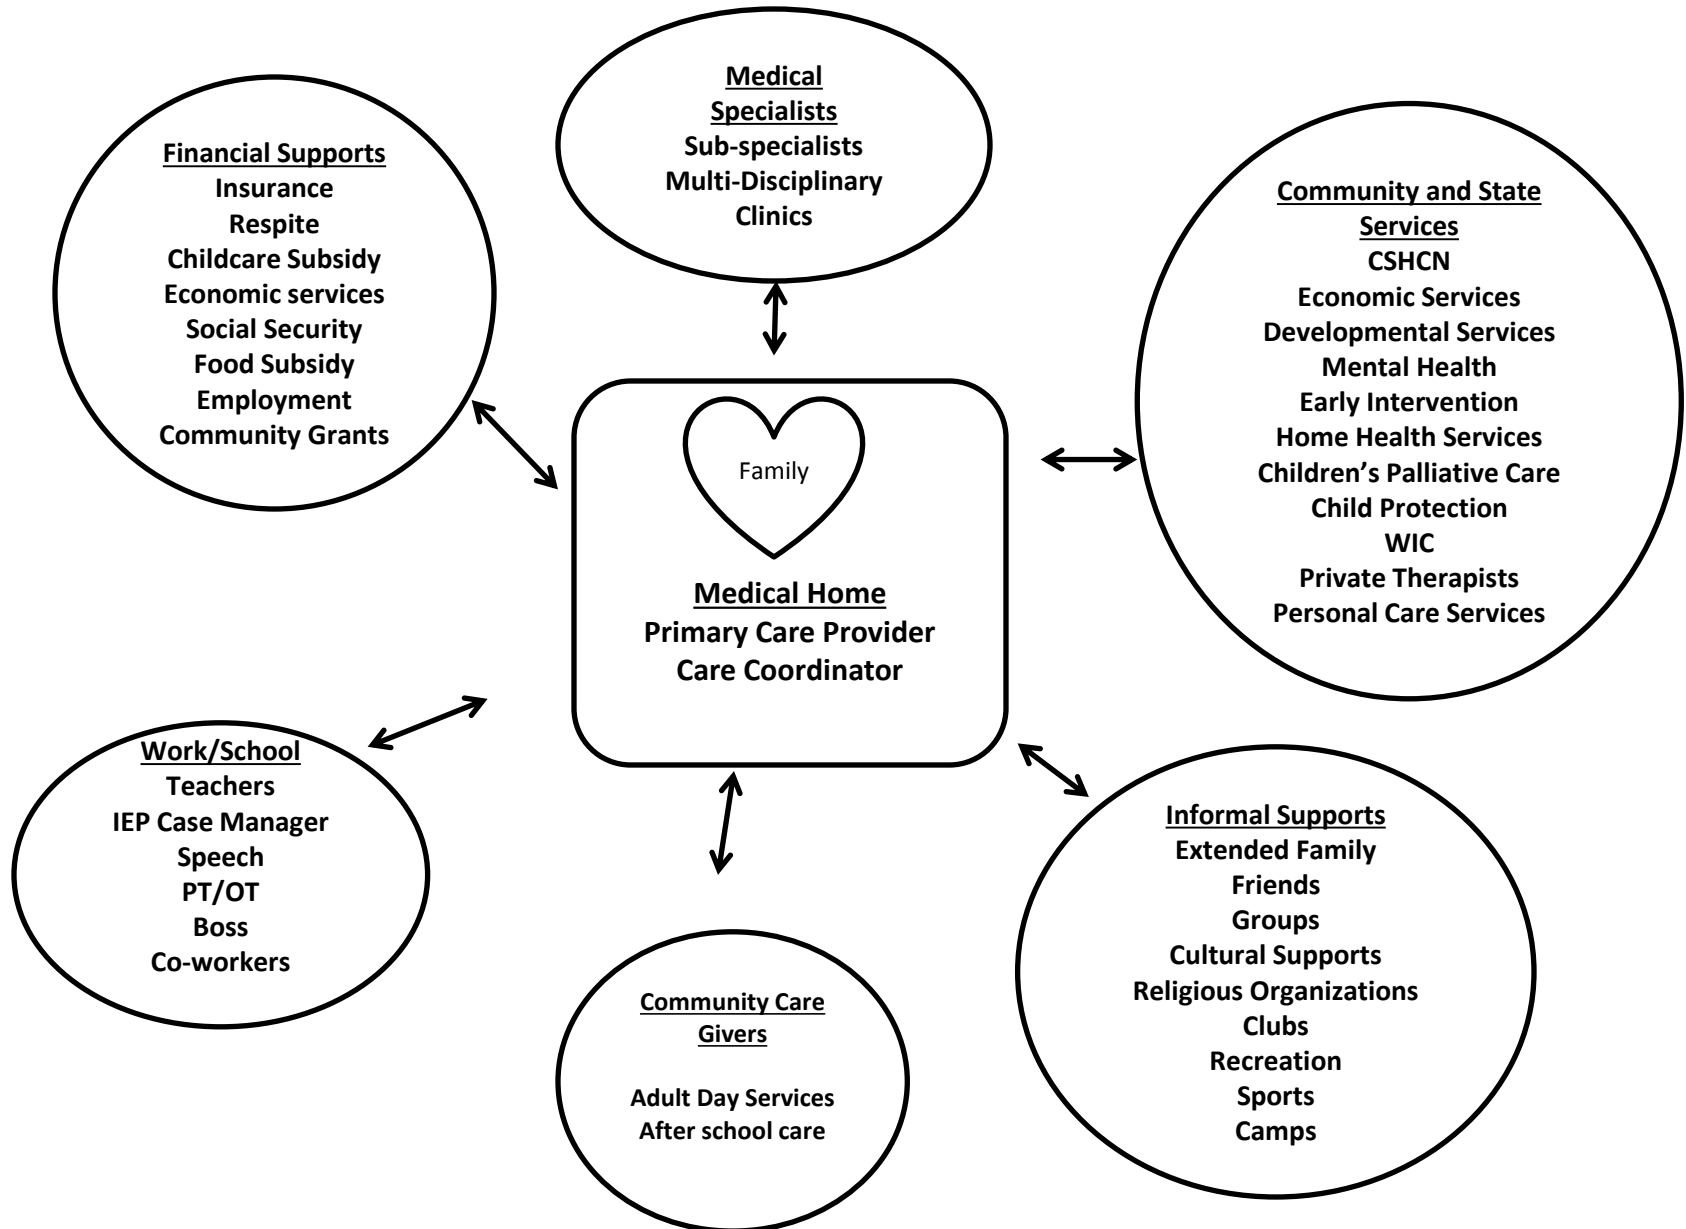 Medical
Specialists
Sub-specialists
Multi-Disciplinary
Clinics
Financial Supports
Insurance
Respite
Childcare Subsidy
Economic services
Social Security
Food Subsidy
Employment
Community Grants
Community and State
Services
CSHCN
Economic Services
Developmental Services
Mental Health
Early Intervention
Home Health Services
Children’s Palliative Care
Child Protection
WIC
Private Therapists
Personal Care Services
Family
Medical Home
Primary Care Provider
Care Coordinator
Work/School
Teachers
IEP Case Manager
Speech
PT/OT
Boss
Co-workers
Community Care
Givers
Adult Day Services
After school care
Informal Supports
Extended Family
Friends
Groups
Cultural Supports
Religious Organizations
Clubs
Recreation
Sports
Camps